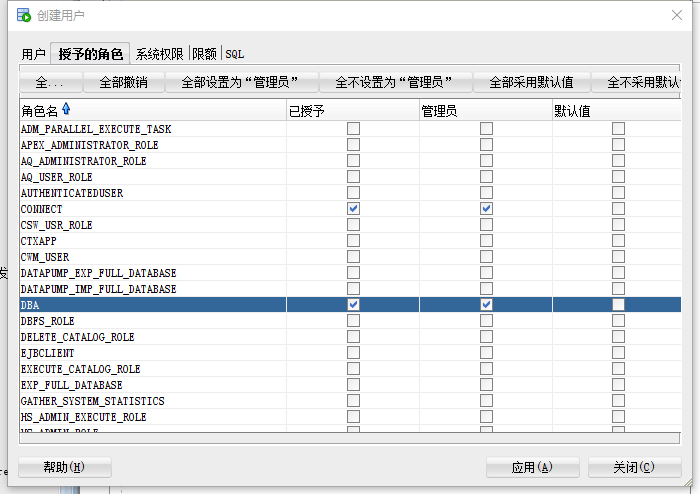 创建用户
用户 授予的角色 系统权限 限额 SQL
全... 全部撤销 全部设置为“管理员” 全不设置为“管理员” 全部采用默认值 全不采用默认
角色名 已授予 管理员 默认值
ADM_PARALLEL_EXECUTE_TASK
APEX_ADMINISTRATOR_ROLE
AQ_ADMINISTRATOR_ROLE
AQ_USER_ROLE
AUTHENTICATEDUSER
CONNECT
CSW_USR_ROLE
CTXAPP
CWM_USER
发
DATAPUMP_EXP_FULL_DATABASE
DATAPUMP_IMP_FULL_DATABASE
DBA
DBFS_ROLE
DELETE_CATALOG_ROLE
EJBCLIENT
EXECUTE_CATALOG_ROLE
EXP_FULL_DATABASE
GATHER_SYSTEM_STATISTICS
HS_ADMIN_EXECUTE_ROLE
HS_ADMIN_ROLE
帮助(H) 应用(A) 关闭(C)
re